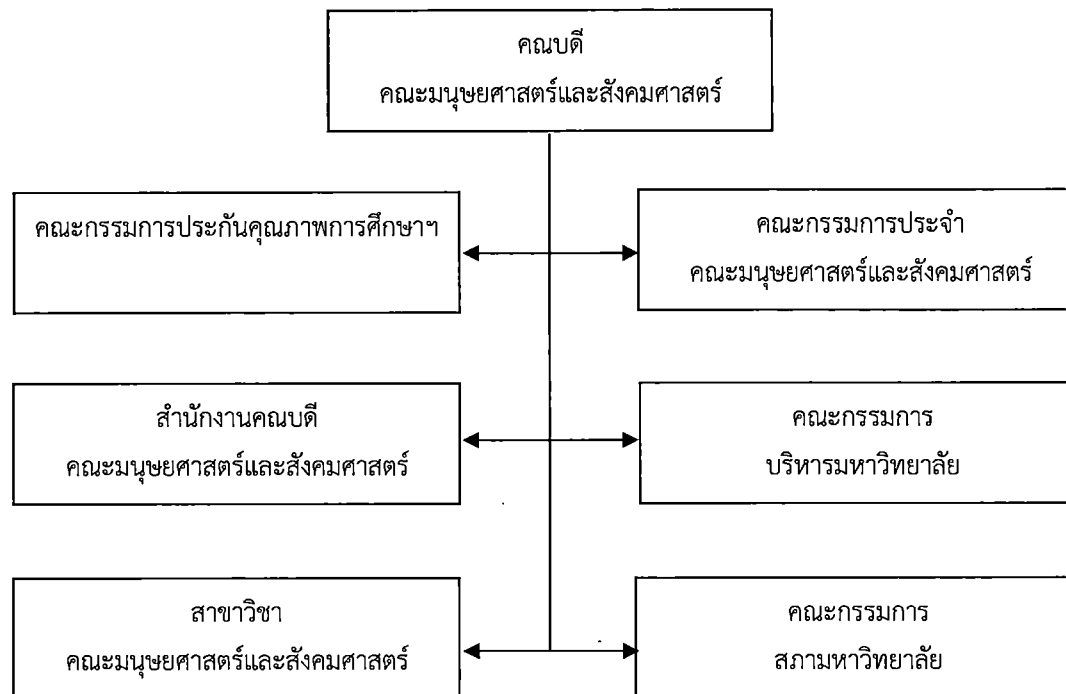 คณบดี
คณะมนุษยศาสตร์และสังคมศาสตร์
คณะกรรมการประกันคุณภาพการศึกษาฯ
คณะกรรมการประจำ
คณะมนุษยศาสตร์และสังคมศาสตร์
สำนักงานคณบดี
คณะมนุษยศาสตร์และสังคมศาสตร์
คณะกรรมการ
บริหารมหาวิทยาลัย
สาขาวิชา
คณะมนุษยศาสตร์และสังคมศาสตร์
คณะกรรมการ
สภามหาวิทยาลัย